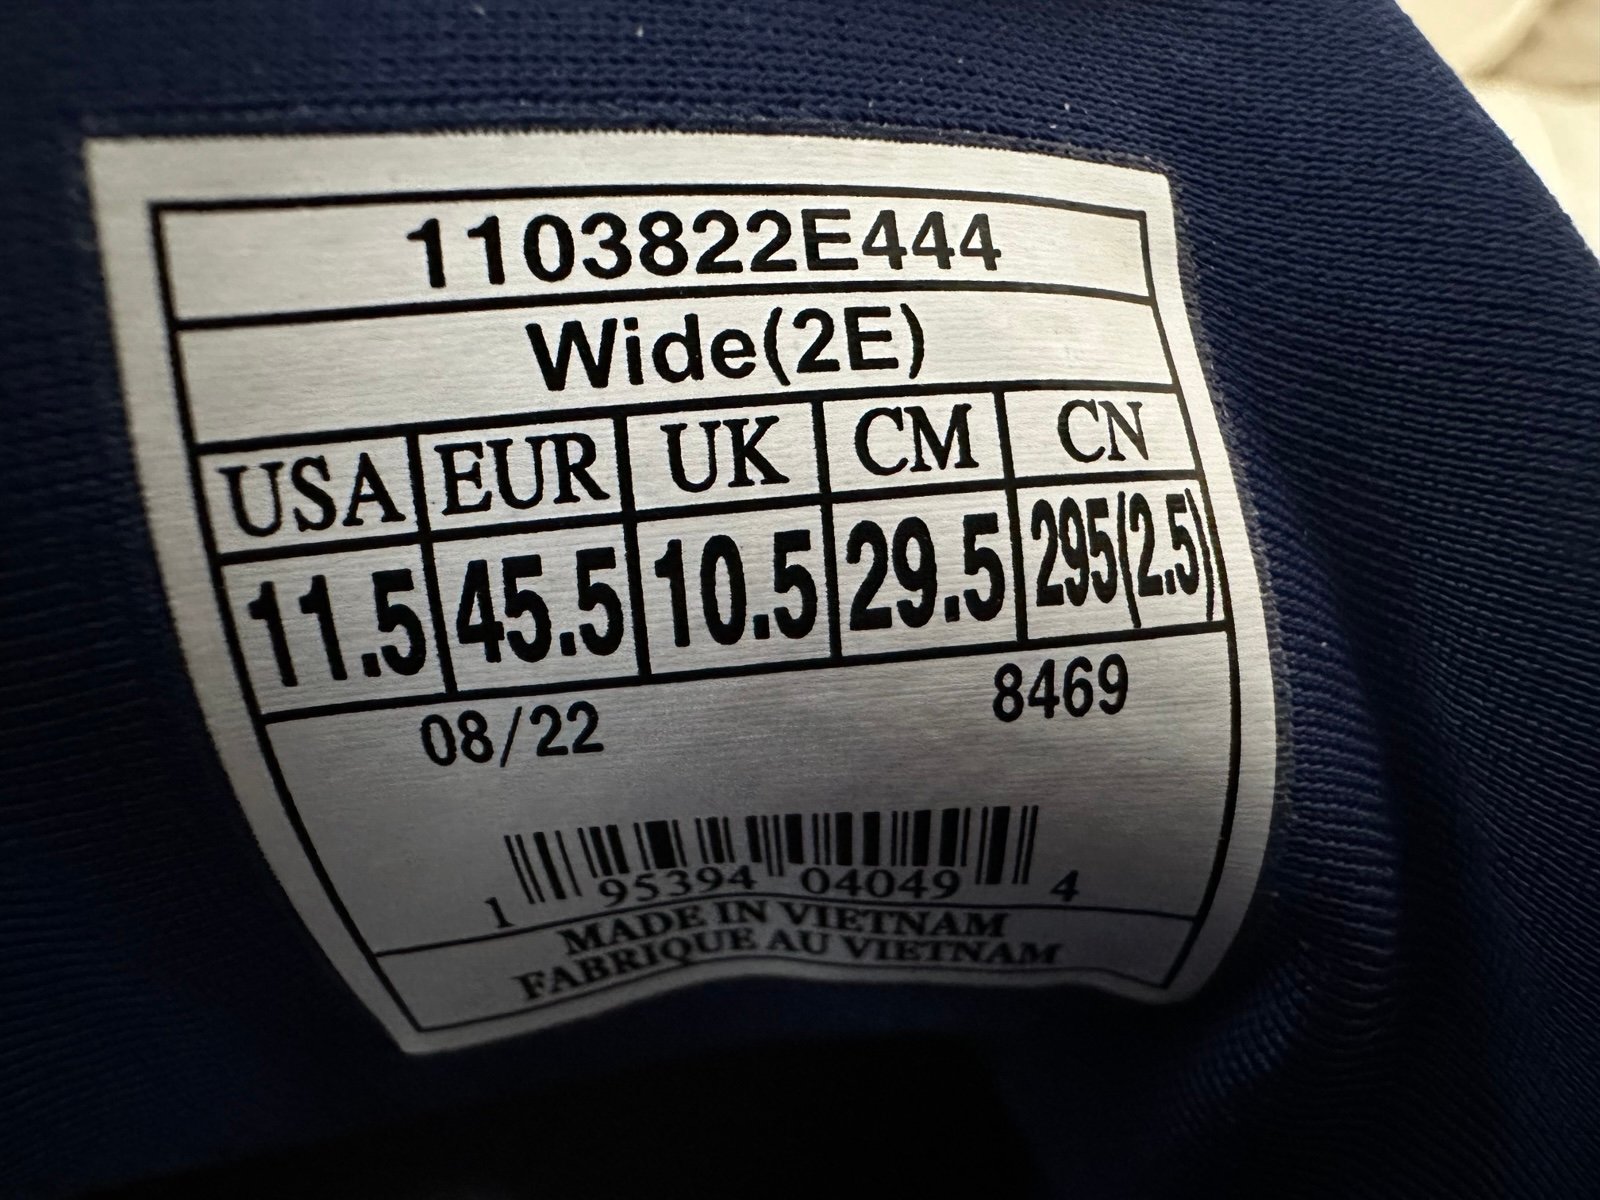 1103822E444
Wide(2E)
USA EUR UK CM CN
11.5 45.5 10.5 29.5 295(2.5)
08/22 8469
1 95394 04049 4
MADE IN VIETNAM
FABRIQUE AU VIETNAM